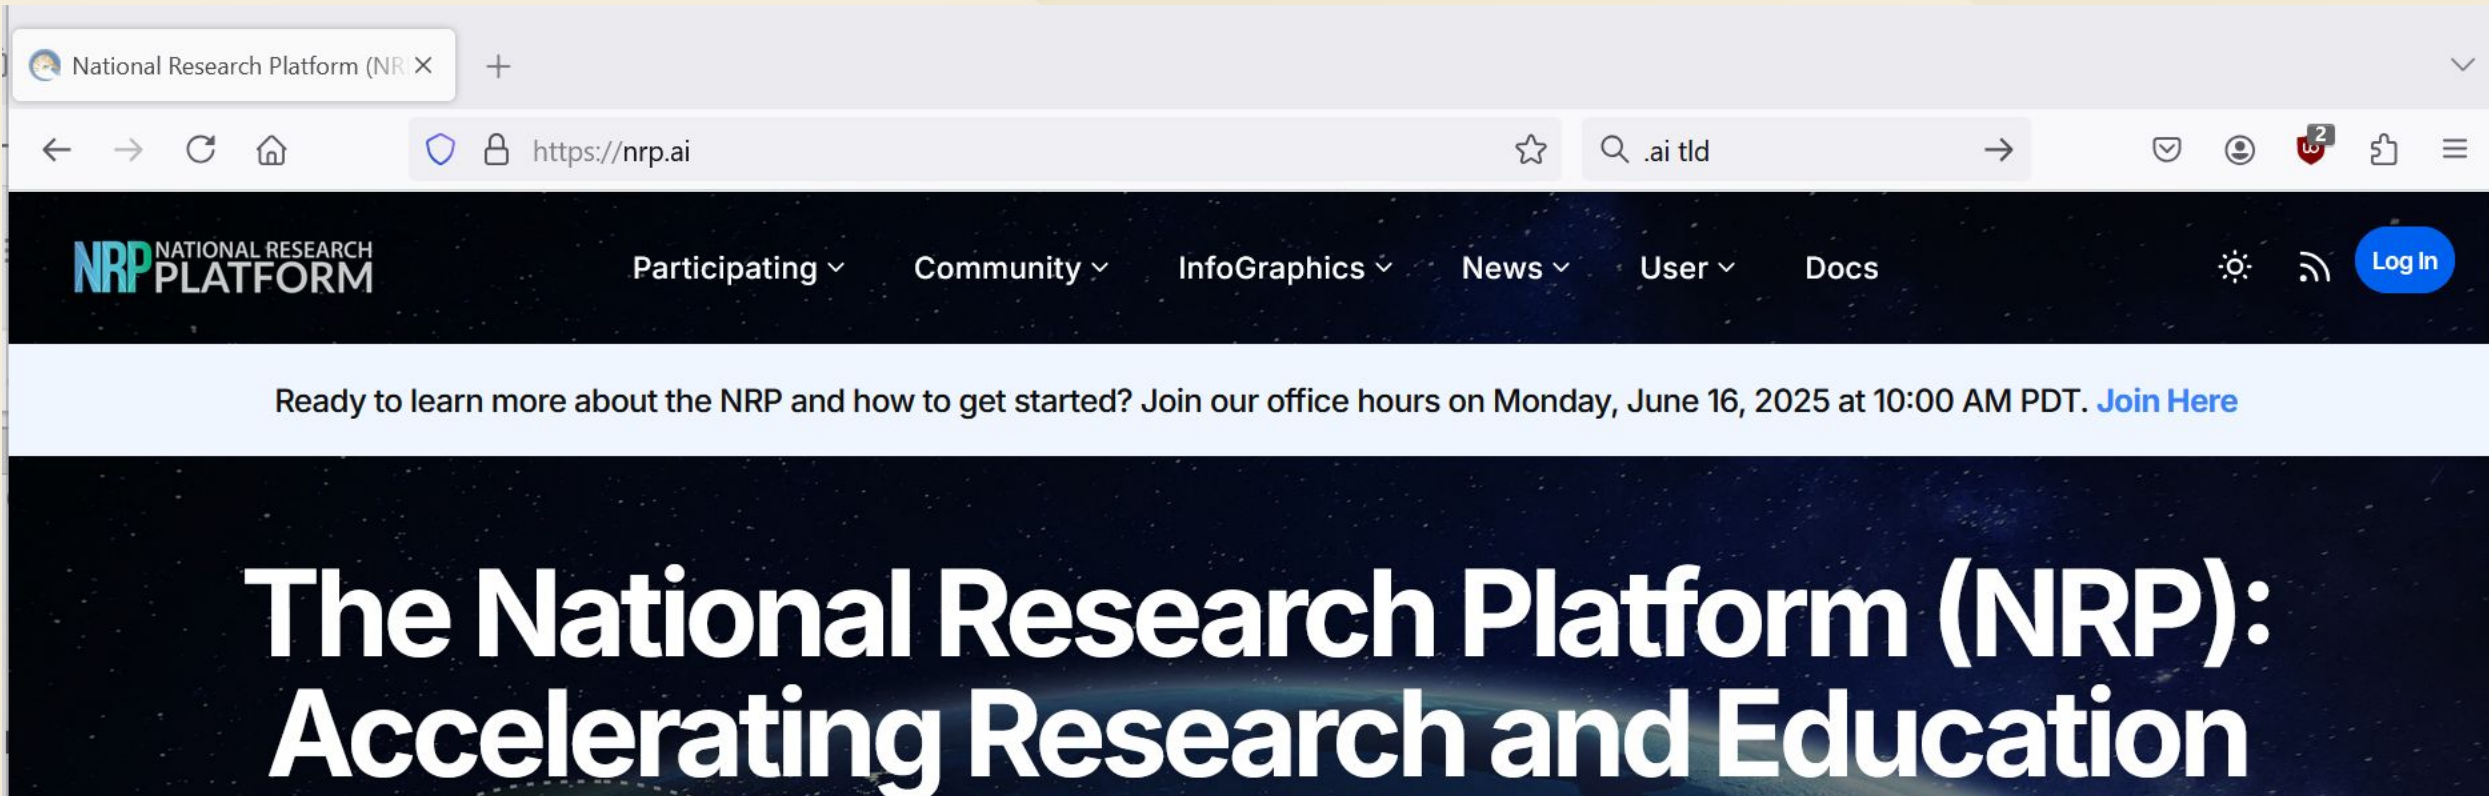 National Research Platform (NR
https://nrp.ai
.ai tld
2
NRP NATIONAL RESEARCH PLATFORM
Participating
Community
InfoGraphics
News
User
Docs
Log In
Ready to learn more about the NRP and how to get started? Join our office hours on Monday, June 16, 2025 at 10:00 AM PDT. Join Here
The National Research Platform (NRP):
Accelerating Research and Education